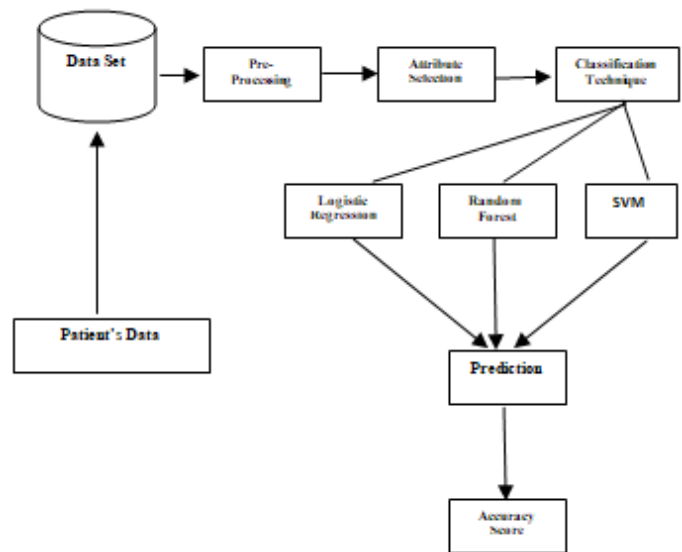 Data Set
Pre-
Processing
Attribute
Selection
Classification
Technique
Logistic
Regression
Random
Forest
SVM
Patient's Data
Prediction
Accuracy
Score